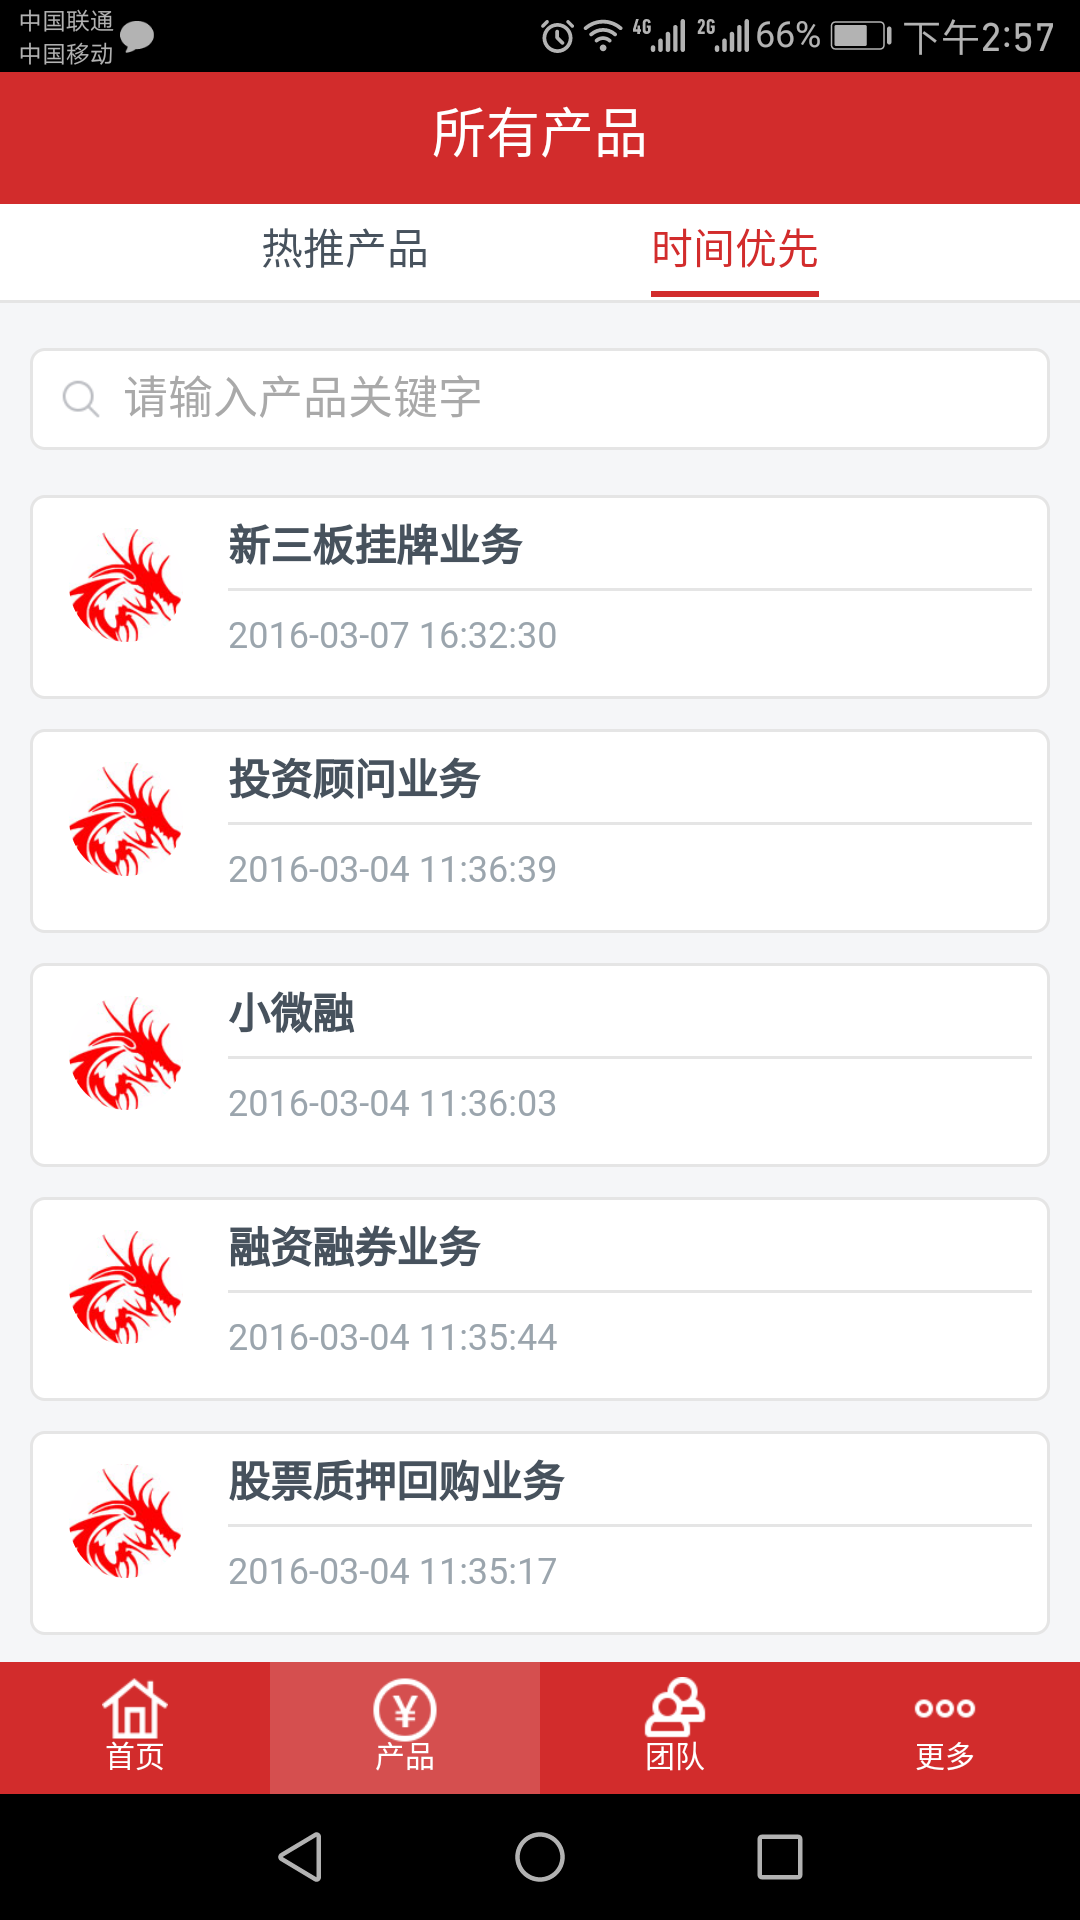 中国联通
中国移动
4G 2G 66% 下午2:57
所有产品
热推产品 时间优先
请输入产品关键字
新三板挂牌业务
2016-03-07 16:32:30
投资顾问业务
2016-03-04 11:36:39
小微融
2016-03-04 11:36:03
融资融券业务
2016-03-04 11:35:44
股票质押回购业务
2016-03-04 11:35:17
¥
首页 产品 团队 更多